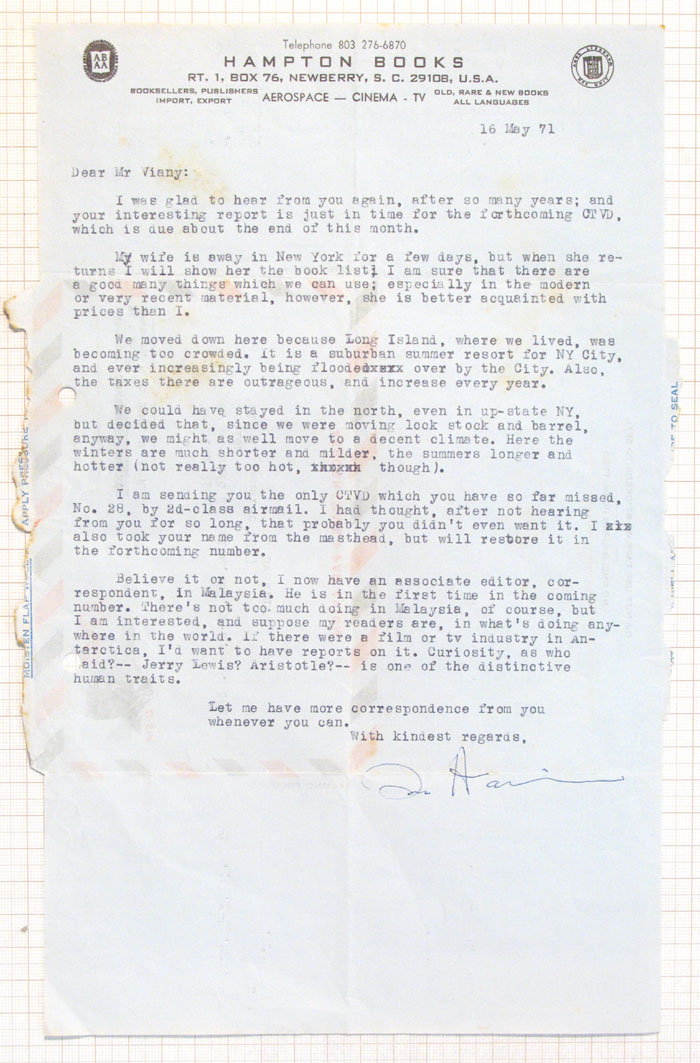 Telephone 803 276-6870
HAMPTON BOOKS
RT. 1, BOX 76, NEWBERRY, S. C. 29108, U.S.A.
BOOKSELLERS, PUBLISHERS
IMPORT, EXPORT
AEROSPACE — CINEMA - TV
OLD, RARE & NEW BOOKS
ALL LANGUAGES
AB
AA
16 May 71
Dear Mr Viany:
I was glad to hear from you again, after so many years; and
your interesting report is just in time for the forthcoming CTVD,
which is due about the end of this month.
My wife is away in New York for a few days, but when she re-
turns I will show her the book list; I am sure that there are
a good many things which we can use; especially in the modern
or very recent material, however, she is better acquainted with
prices than I.
We moved down here because Long Island, where we lived, was
becoming too crowded. It is a suburban summer resort for NY City,
and ever increasingly being floodedxxxx over by the City. Also,
the taxes there are outrageous, and increase every year.
We could have stayed in the north, even in up-state NY,
but decided that, since we were moving lock stock and barrel,
anyway, we might as well move to a decent climate. Here the
winters are much shorter and milder, the summers longer and
hotter (not really too hot, though).
I am sending you the only CTVD which you have so far missed,
No. 28, by 2d-class airmail. I had thought, after not hearing
from you for so long, that probably you didn't even want it. I
also took your name from the masthead, but will restore it in
the forthcoming number.
Believe it or not, I now have an associate editor, cor-
respondent, in Malaysia. He is in the first time in the coming
number. There's not too much doing in Malaysia, of course, but
I am interested, and suppose my readers are, in what's doing any-
where in the world. If there were a film or tv industry in An-
tarctica, I'd want to have reports on it. Curiosity, as who
said?-- Jerry Lewis? Aristotle?-- is one of the distinctive
human traits.
Let me have more correspondence from you
whenever you can.
With kindest regards,
MOISTEN FLAP
APPLY PRESSURE
TO SEAL